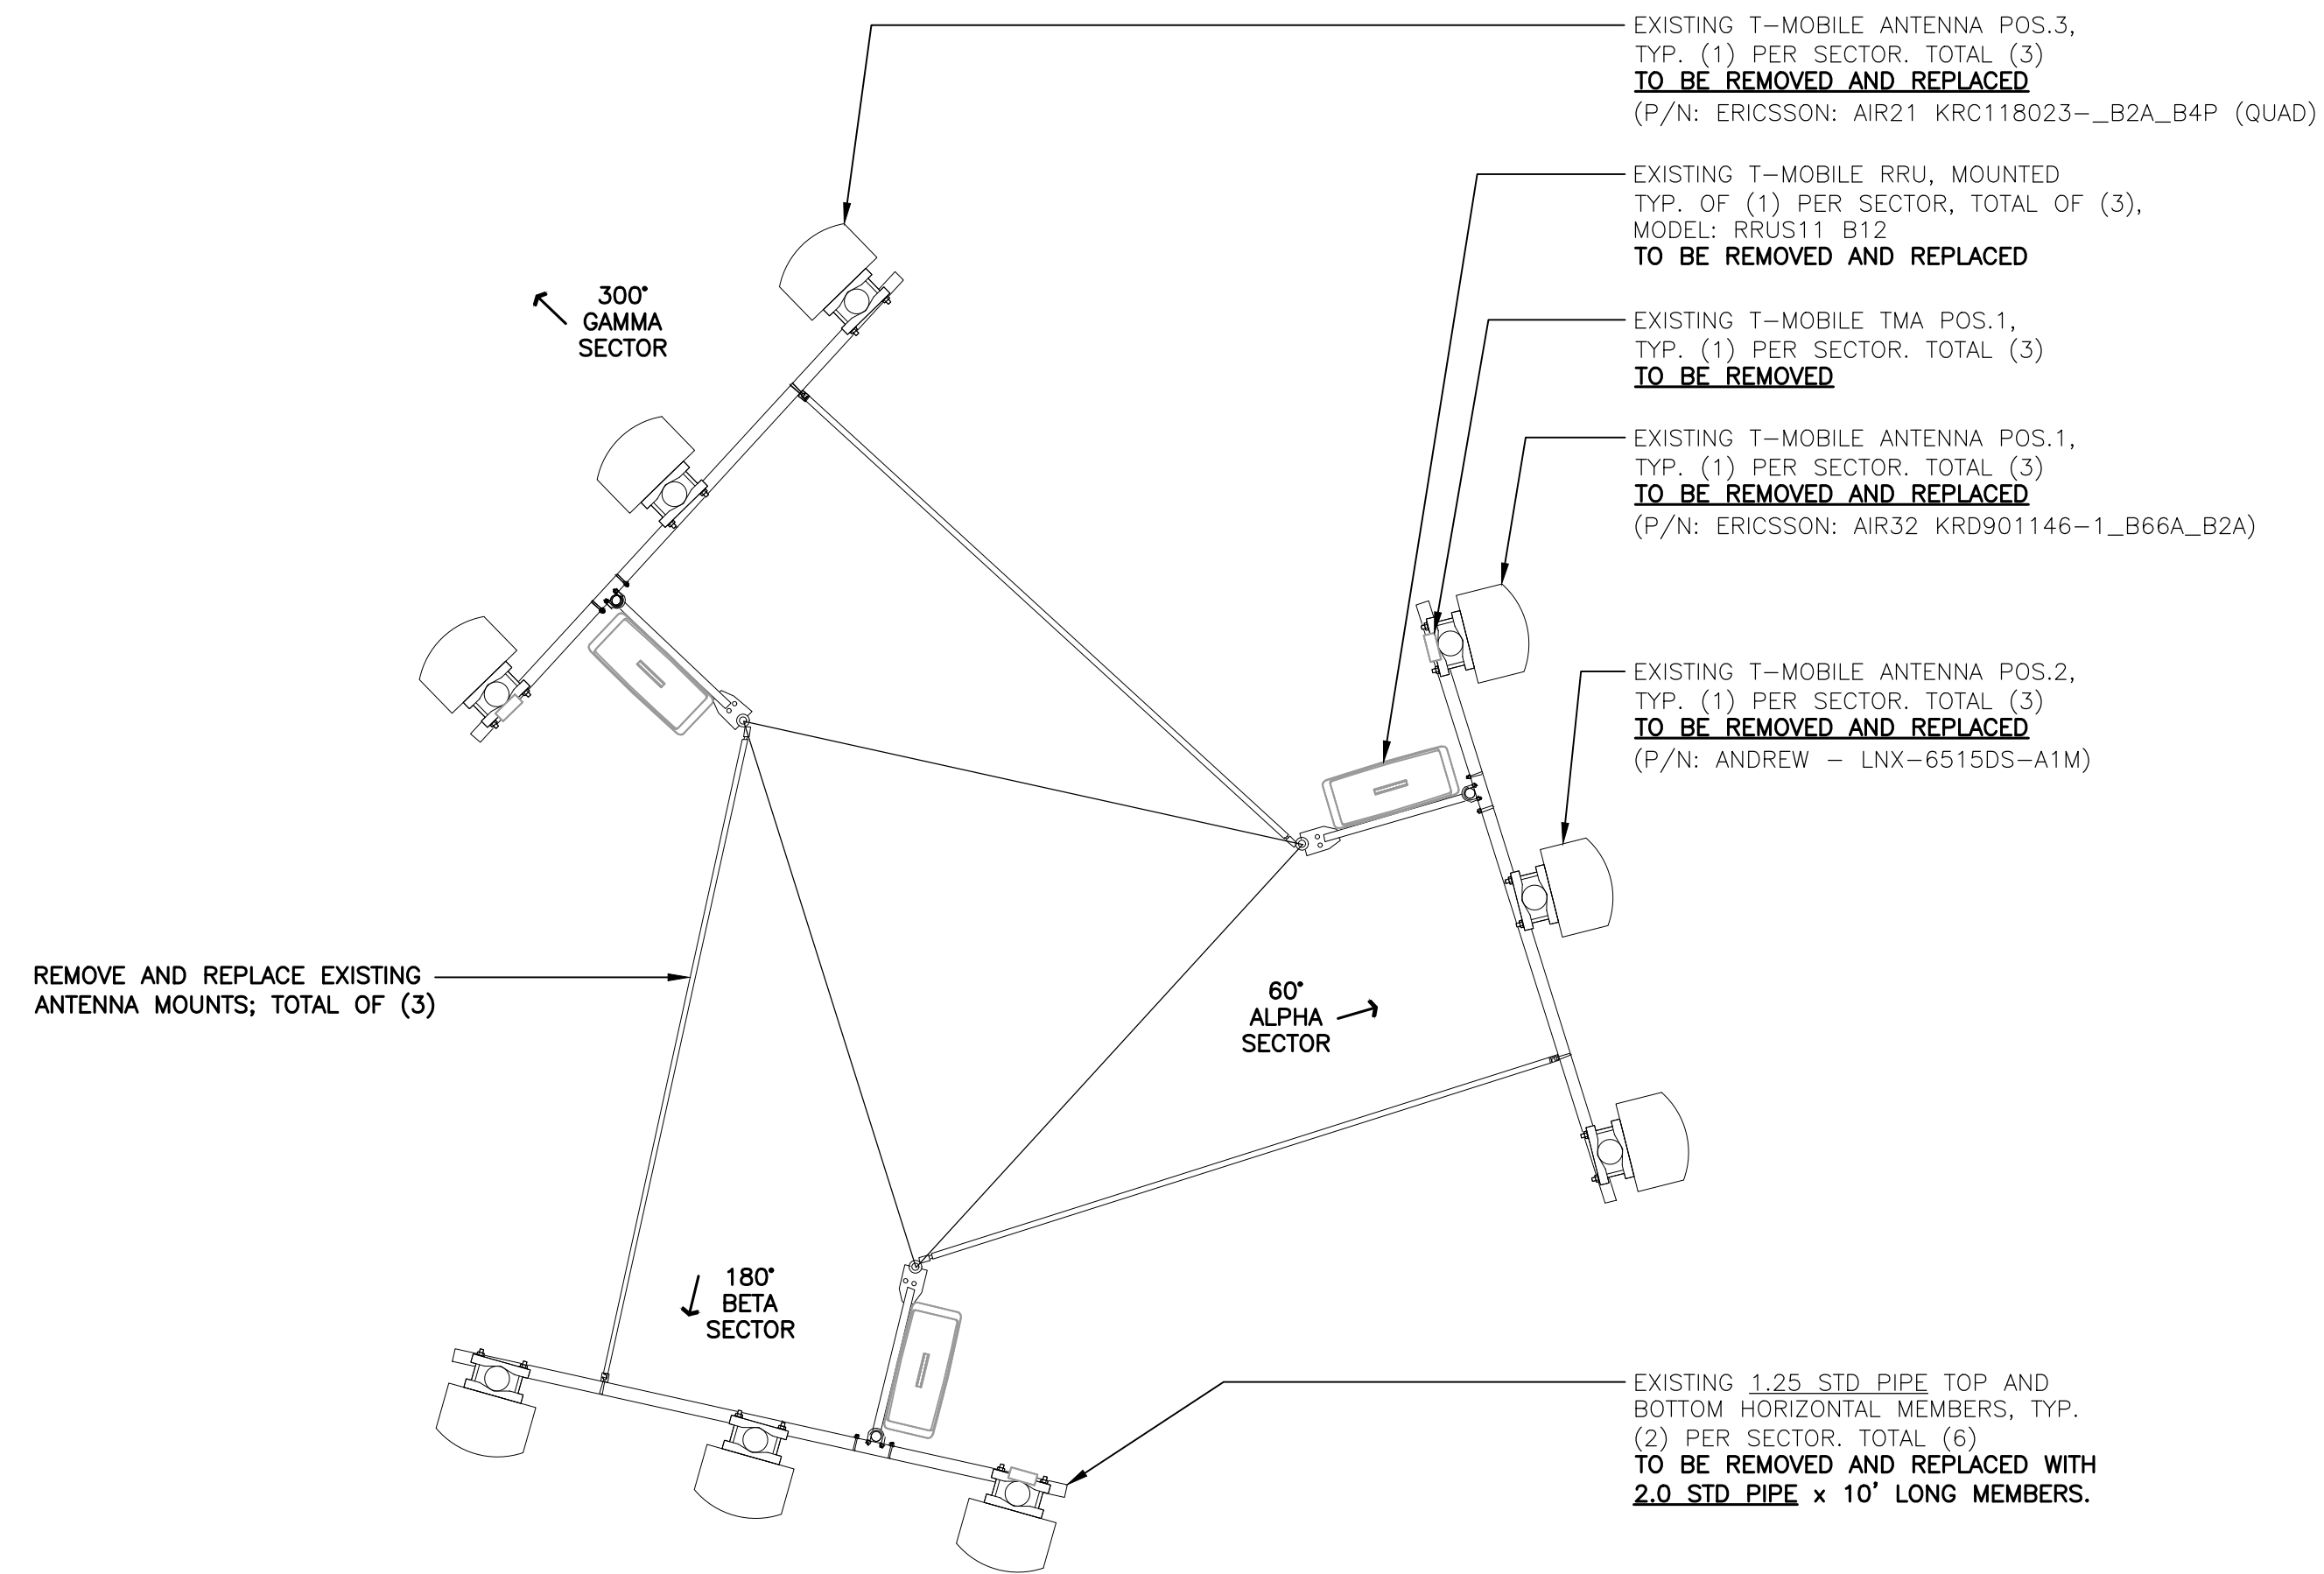 EXISTING T-MOBILE ANTENNA POS.3,
TYP. (1) PER SECTOR. TOTAL (3)
TO BE REMOVED AND REPLACED
(P/N: ERICSSON: AIR21 KRC118023-_B2A_B4P (QUAD)
EXISTING T-MOBILE RRU, MOUNTED
TYP. OF (1) PER SECTOR, TOTAL OF (3),
MODEL: RRUS11 B12
TO BE REMOVED AND REPLACED
300°
GAMMA
SECTOR
EXISTING T-MOBILE TMA POS.1,
TYP. (1) PER SECTOR. TOTAL (3)
TO BE REMOVED
EXISTING T-MOBILE ANTENNA POS.1,
TYP. (1) PER SECTOR. TOTAL (3)
TO BE REMOVED AND REPLACED
(P/N: ERICSSON: AIR32 KRD901146-1_B66A_B2A)
EXISTING T-MOBILE ANTENNA POS.2,
TYP. (1) PER SECTOR. TOTAL (3)
TO BE REMOVED AND REPLACED
(P/N: ANDREW - LNX-6515DS-A1M)
REMOVE AND REPLACE EXISTING
ANTENNA MOUNTS; TOTAL OF (3)
60°
ALPHA
SECTOR
180°
BETA
SECTOR
EXISTING 1.25 STD PIPE TOP AND
BOTTOM HORIZONTAL MEMBERS, TYP.
(2) PER SECTOR. TOTAL (6)
TO BE REMOVED AND REPLACED WITH
2.0 STD PIPE x 10' LONG MEMBERS.